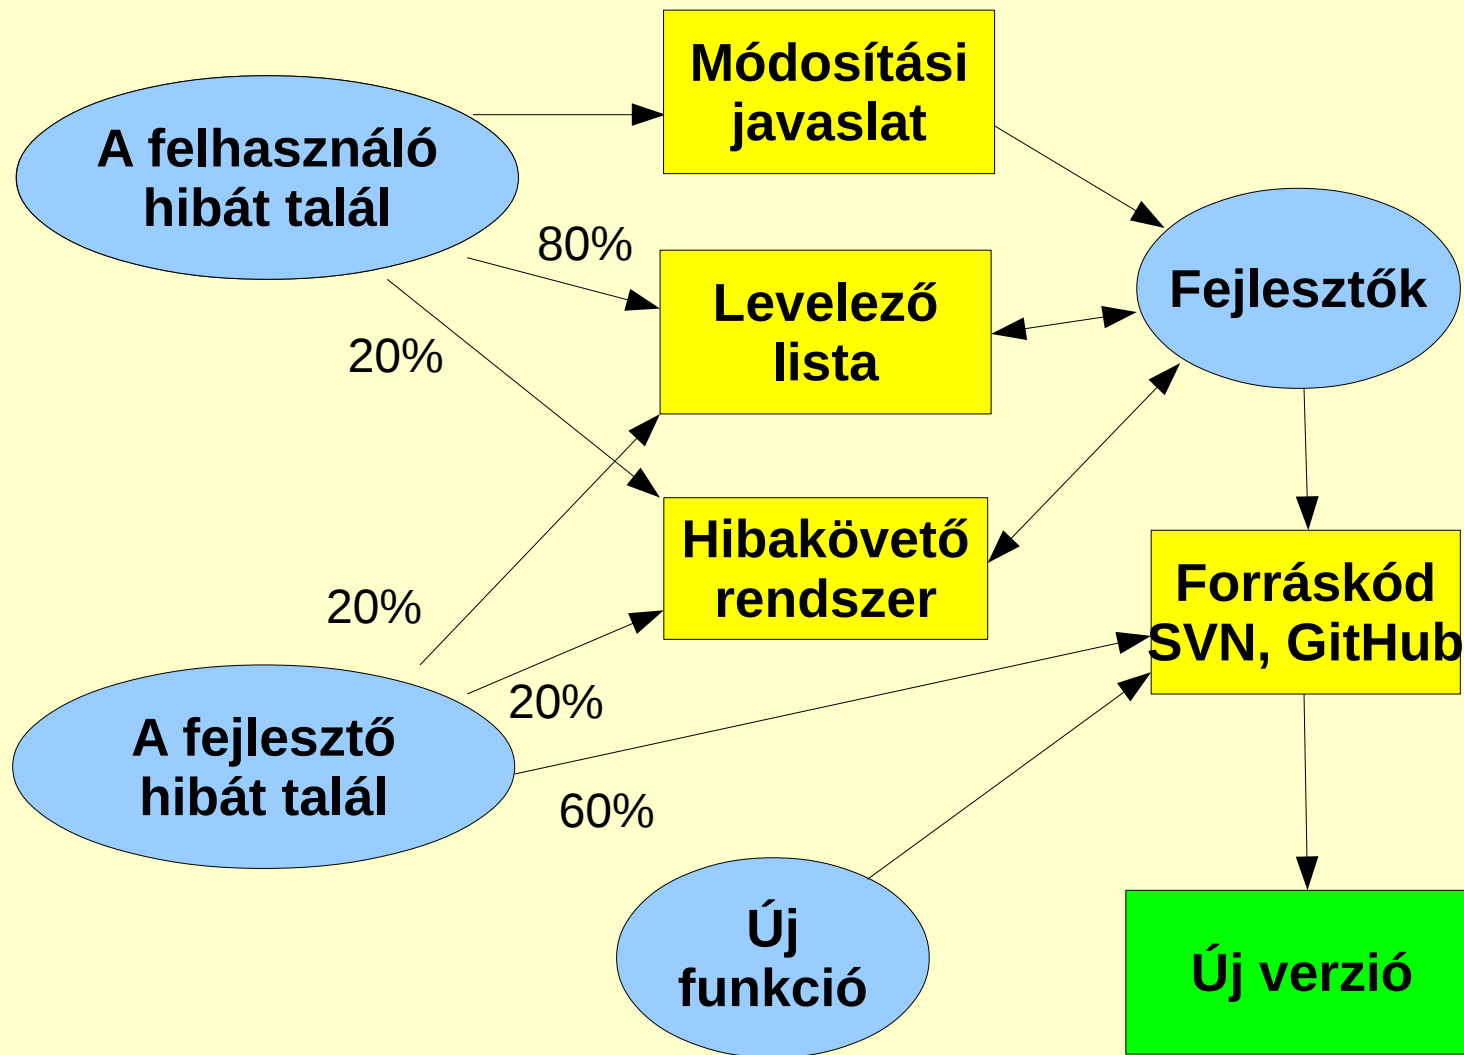 Módosítási
javaslat
A felhasználó
hibát talál
80%
Levelező
lista
Fejlesztők
20%
Hibakövető
rendszer
Forráskód
SVN, GitHub
20%
20%
A fejlesztő
hibát talál
60%
Új
funkció
Új verzió